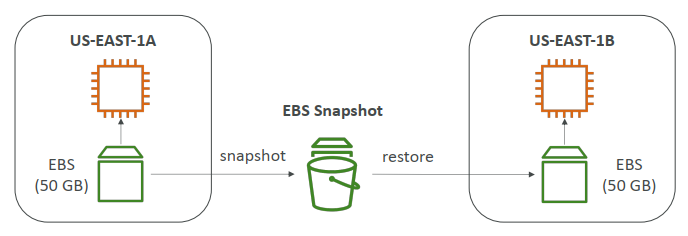 US-EAST-1A
EBS
(50 GB)
snapshot
EBS Snapshot
restore
US-EAST-1B
EBS
(50 GB)